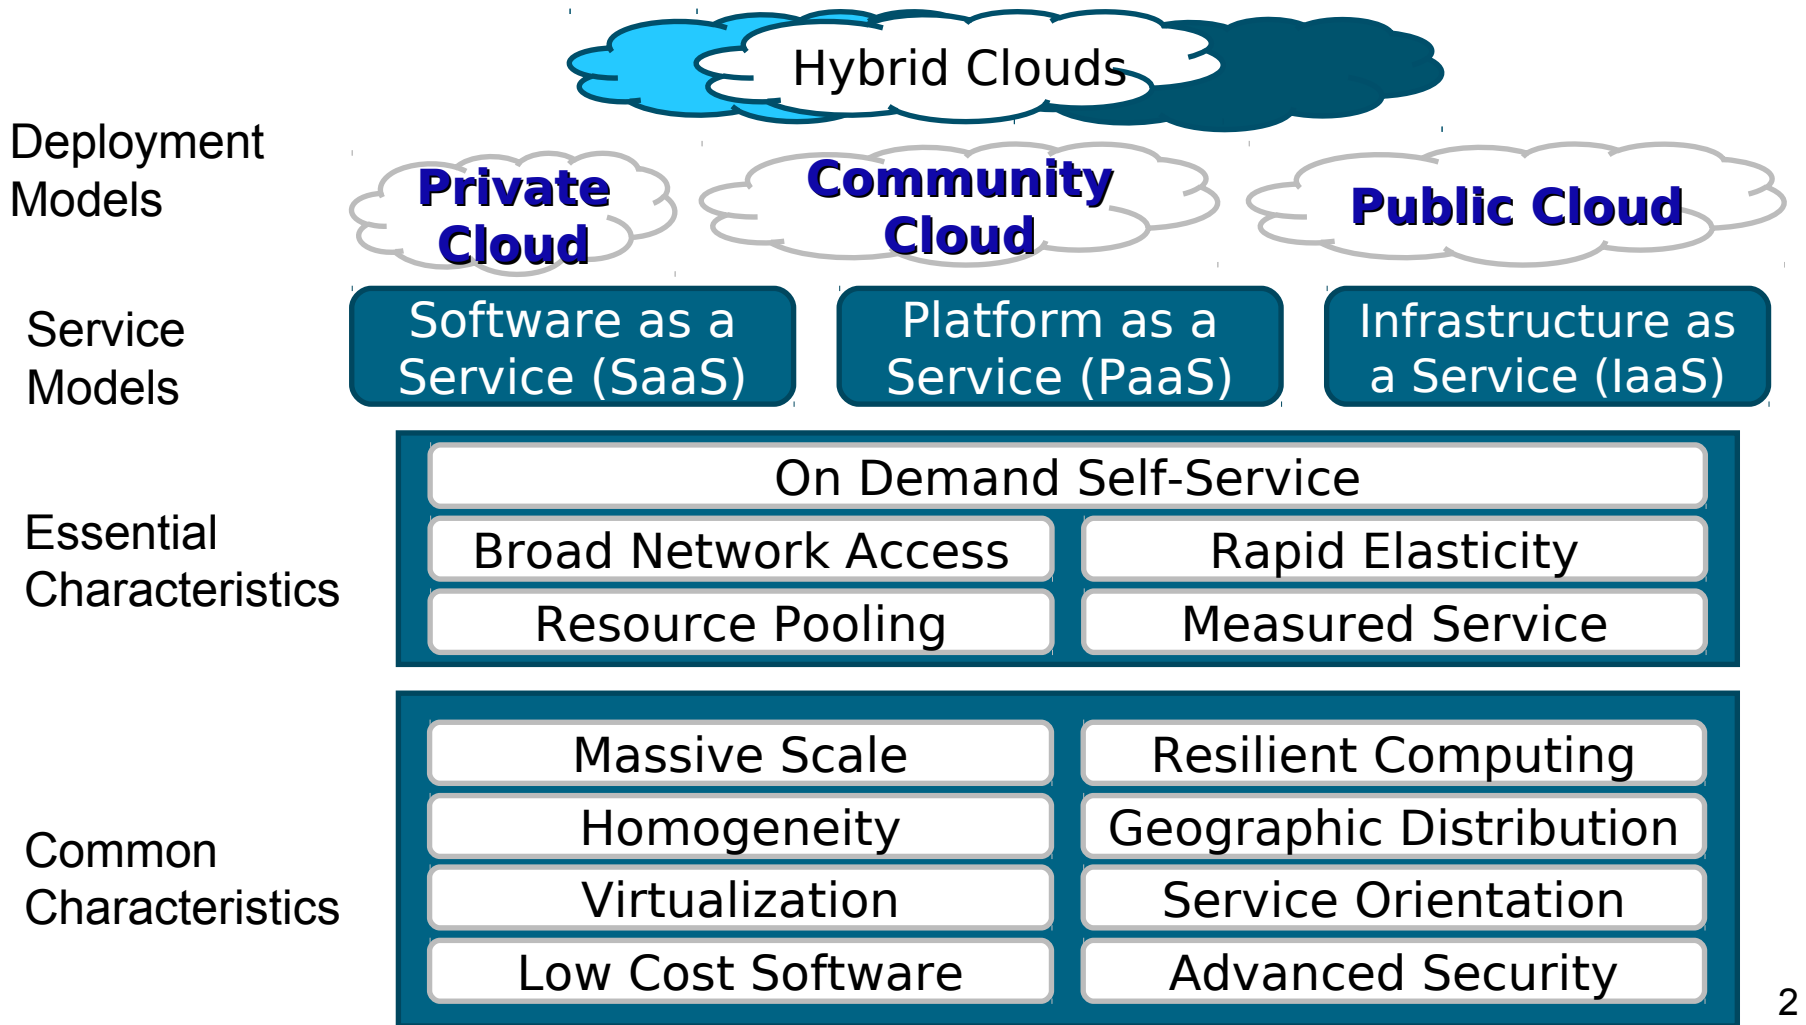 Hybrid Clouds
Deployment
Models
Private
Cloud
Community
Cloud
Public Cloud
Service
Models
Software as a
Service (SaaS)
Platform as a
Service (PaaS)
Infrastructure as
a Service (IaaS)
Essential
Characteristics
On Demand Self-Service
Broad Network Access
Rapid Elasticity
Resource Pooling
Measured Service
Common
Characteristics
Massive Scale
Resilient Computing
Homogeneity
Geographic Distribution
Virtualization
Service Orientation
Low Cost Software
Advanced Security
2